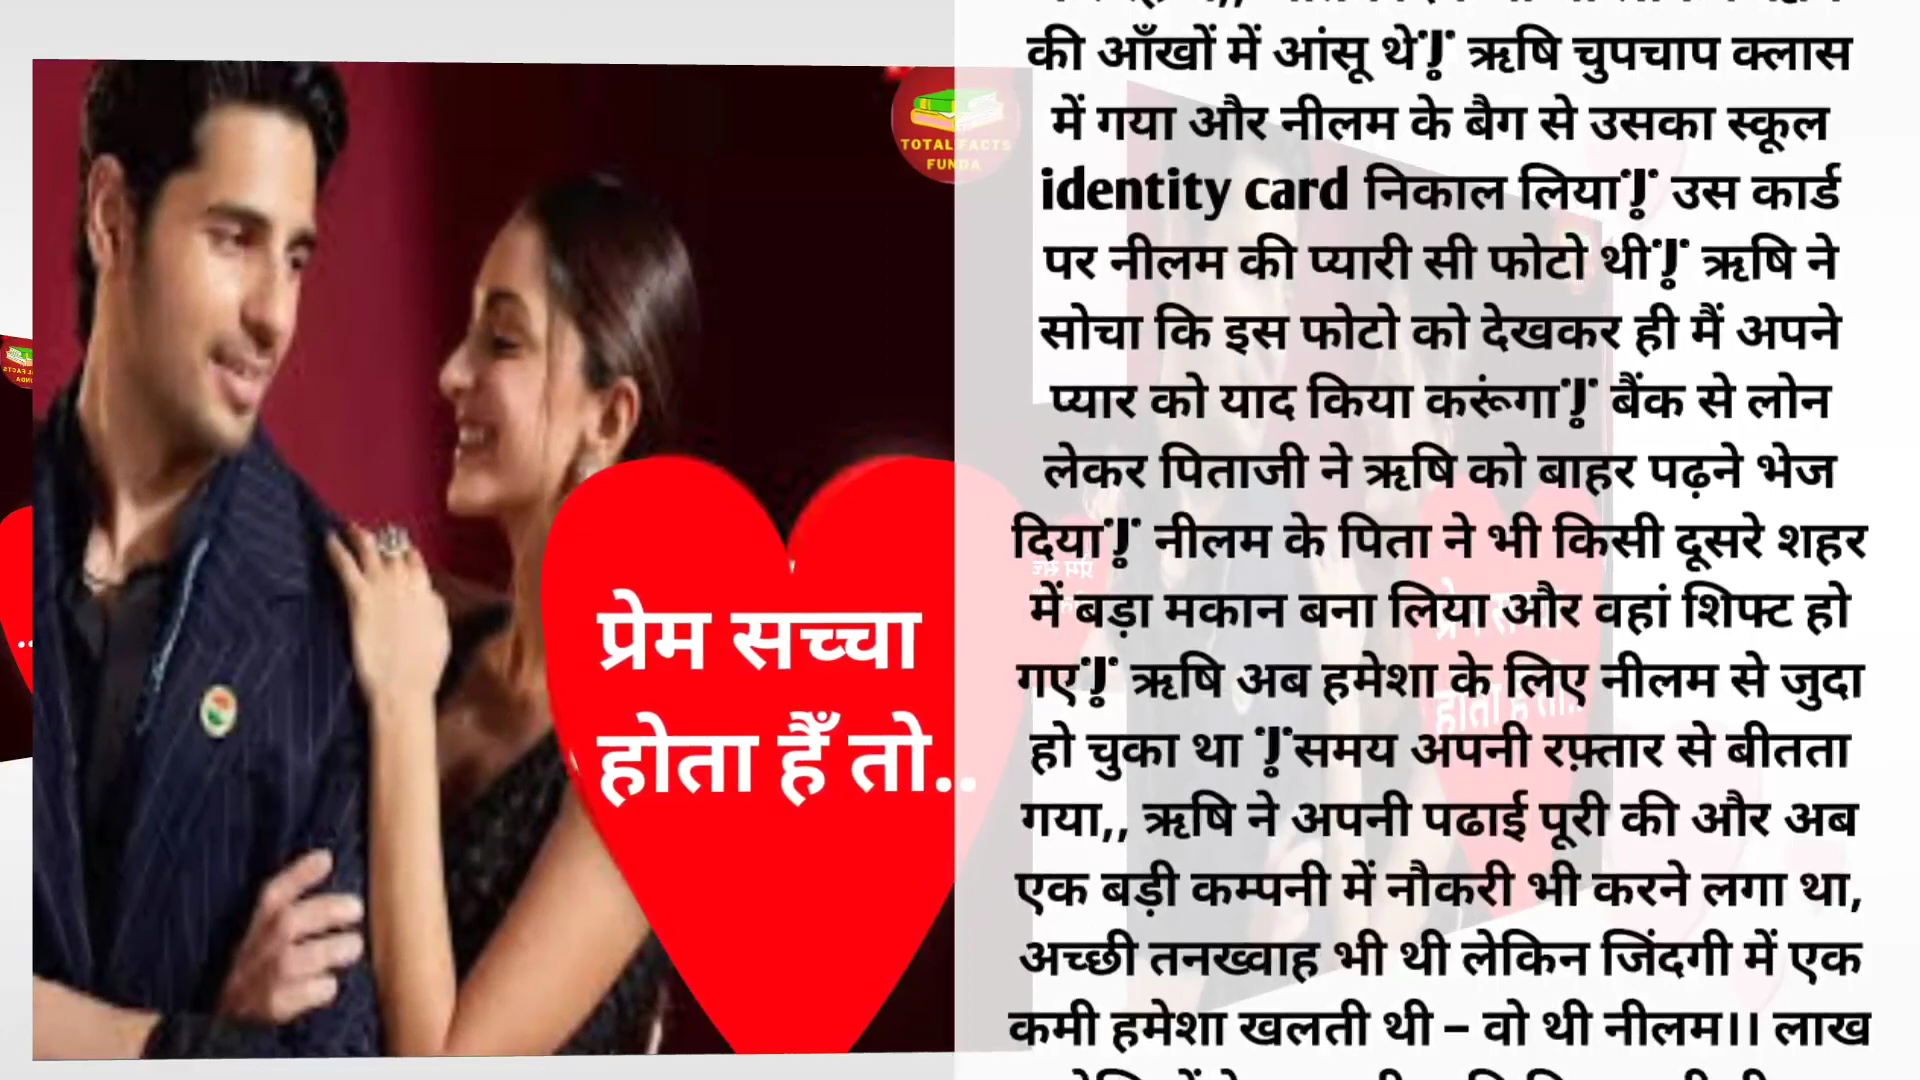 TOTAL FACTS
FUNDA
प्रेम सच्चा
होता हैँ तो..
की आँखों में आंसू थे'!' ऋषि चुपचाप क्लास
में गया और नीलम के बैग से उसका स्कूल
identity card निकाल लिया'!' उस कार्ड
पर नीलम की प्यारी सी फोटो थी'!' ऋषि ने
सोचा कि इस फोटो को देखकर ही मैं अपने
प्यार को याद किया करूंगा'!' बैंक से लोन
लेकर पिताजी ने ऋषि को बाहर पढ़ने भेज
दिया'!' नीलम के पिता ने भी किसी दूसरे शहर
में बड़ा मकान बना लिया और वहां शिफ्ट हो
गए'!' ऋषि अब हमेशा के लिए नीलम से जुदा
हो चुका था '!'समय अपनी रफ़्तार से बीतता
गया,, ऋषि ने अपनी पढाई पूरी की और अब
एक बड़ी कम्पनी में नौकरी भी करने लगा था,
अच्छी तनख्वाह भी थी लेकिन जिंदगी में एक
कमी हमेशा खलती थी – वो थी नीलम।। लाख